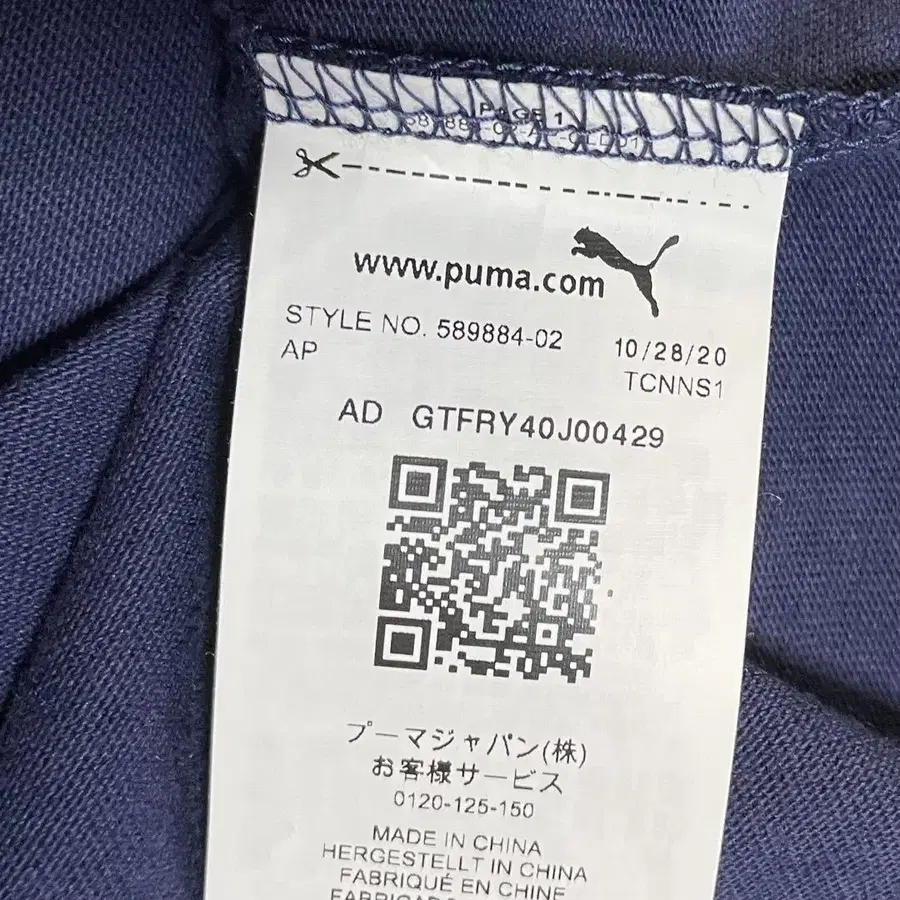 PAGE 1
www.puma.com
STYLE NO. 589884-02
10/28/20
AP
TCNNS1
AD GTFRY40J00429
プーマジャパン(株)
お客様サービス
0120-125-150
MADE IN CHINA
HERGESTELLT IN CHINA
FABRIQUÉ EN CHINE